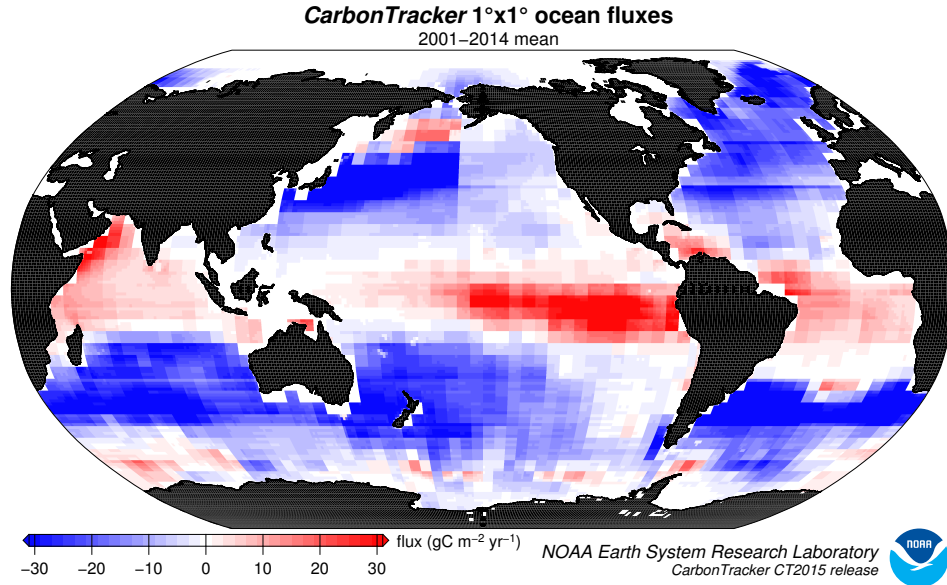 CarbonTracker 1°x1° ocean fluxes
2001−2014 mean
−30 −20 −10 0 10 20 30
flux (gC m⁻² yr⁻¹)
NOAA Earth System Research Laboratory
CarbonTracker CT2015 release
NOAA